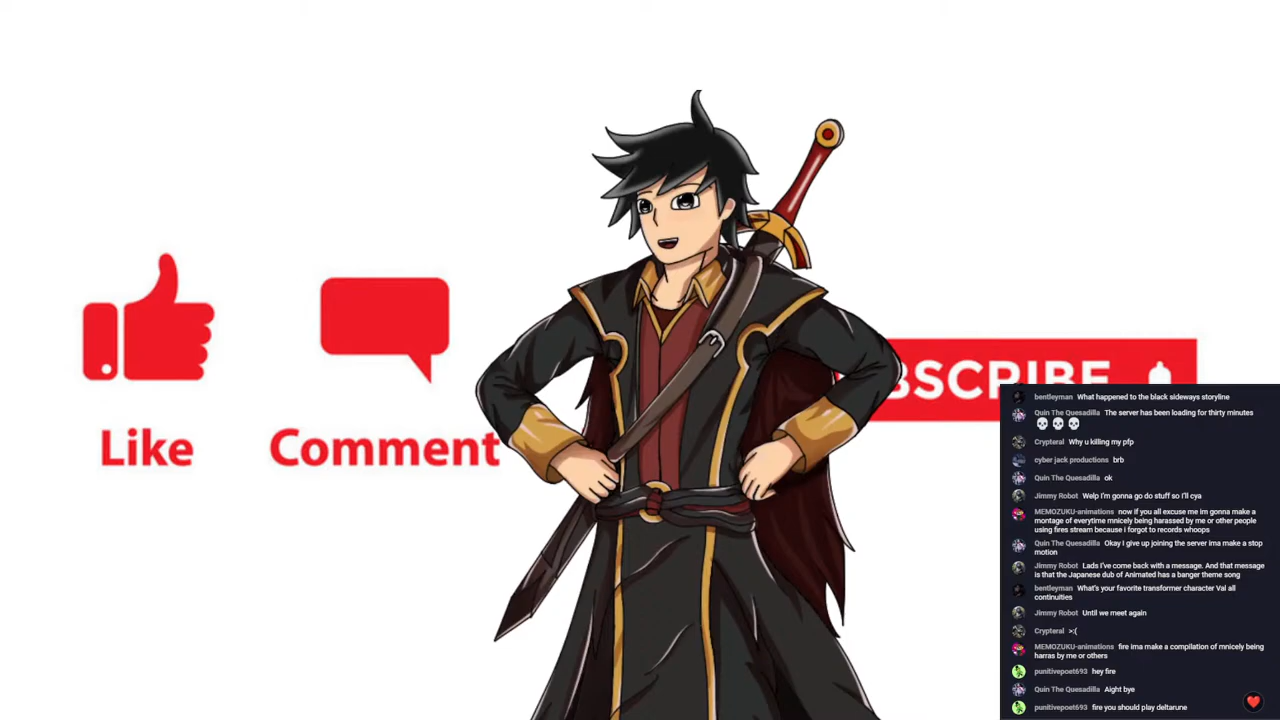 Like
Comment
BSCRIBE
bentleyman What happened to the black sideways storyline
Quin The Quesadilla The server has been loading for thirty minutes
💀 💀 💀
Crypteral Why u killing my pfp
cyber jack productions brb
Quin The Quesadilla ok
Jimmy Robot Welp I'm gonna go do stuff so I'll cya
MEMOZUKU-animations now if you all excuse me im gonna make a
montage of everytime mnicely being harassed by me or other people
using fires stream because i forgot to records whoops
Quin The Quesadilla Okay I give up joining the server ima make a stop
motion
Jimmy Robot Lads I've come back with a message. And that message
is that the Japanese dub of Animated has a banger theme song
bentleyman What's your favorite transformer character Val all
continuities
Jimmy Robot Until we meet again
Crypteral >:(
MEMOZUKU-animations fire ima make a compilation of mnicely being
harras by me or others
punitivepoet693 hey fire
Quin The Quesadilla Aight bye
punitivepoet693 fire you should play deltarune